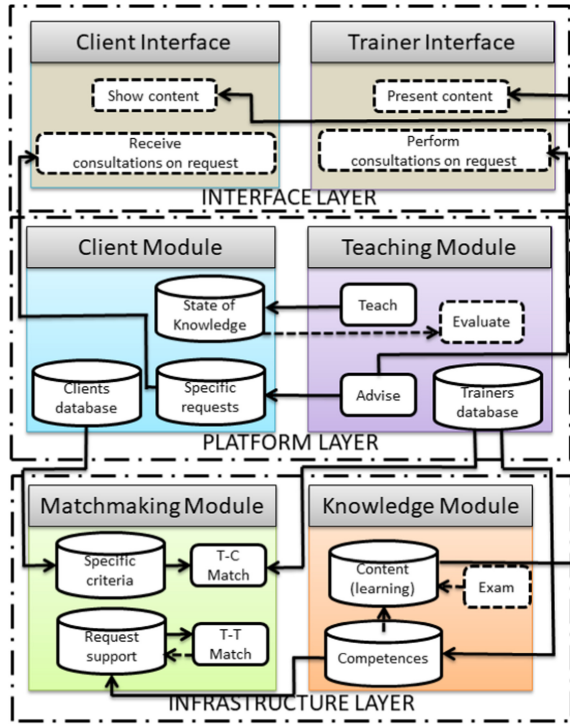 Client Interface
Trainer Interface
Show content
Present content
Receive
consultations on request
Perform
consultations on request
INTERFACE LAYER
Client Module
Teaching Module
State of
Knowledge
Teach
Evaluate
Clients
database
Specific
requests
Advise
Trainers
database
PLATFORM LAYER
Matchmaking Module
Knowledge Module
Specific
criteria
T-C
Match
Content
(learning)
Exam
Request
support
T-T
Match
Competences
INFRASTRUCTURE LAYER